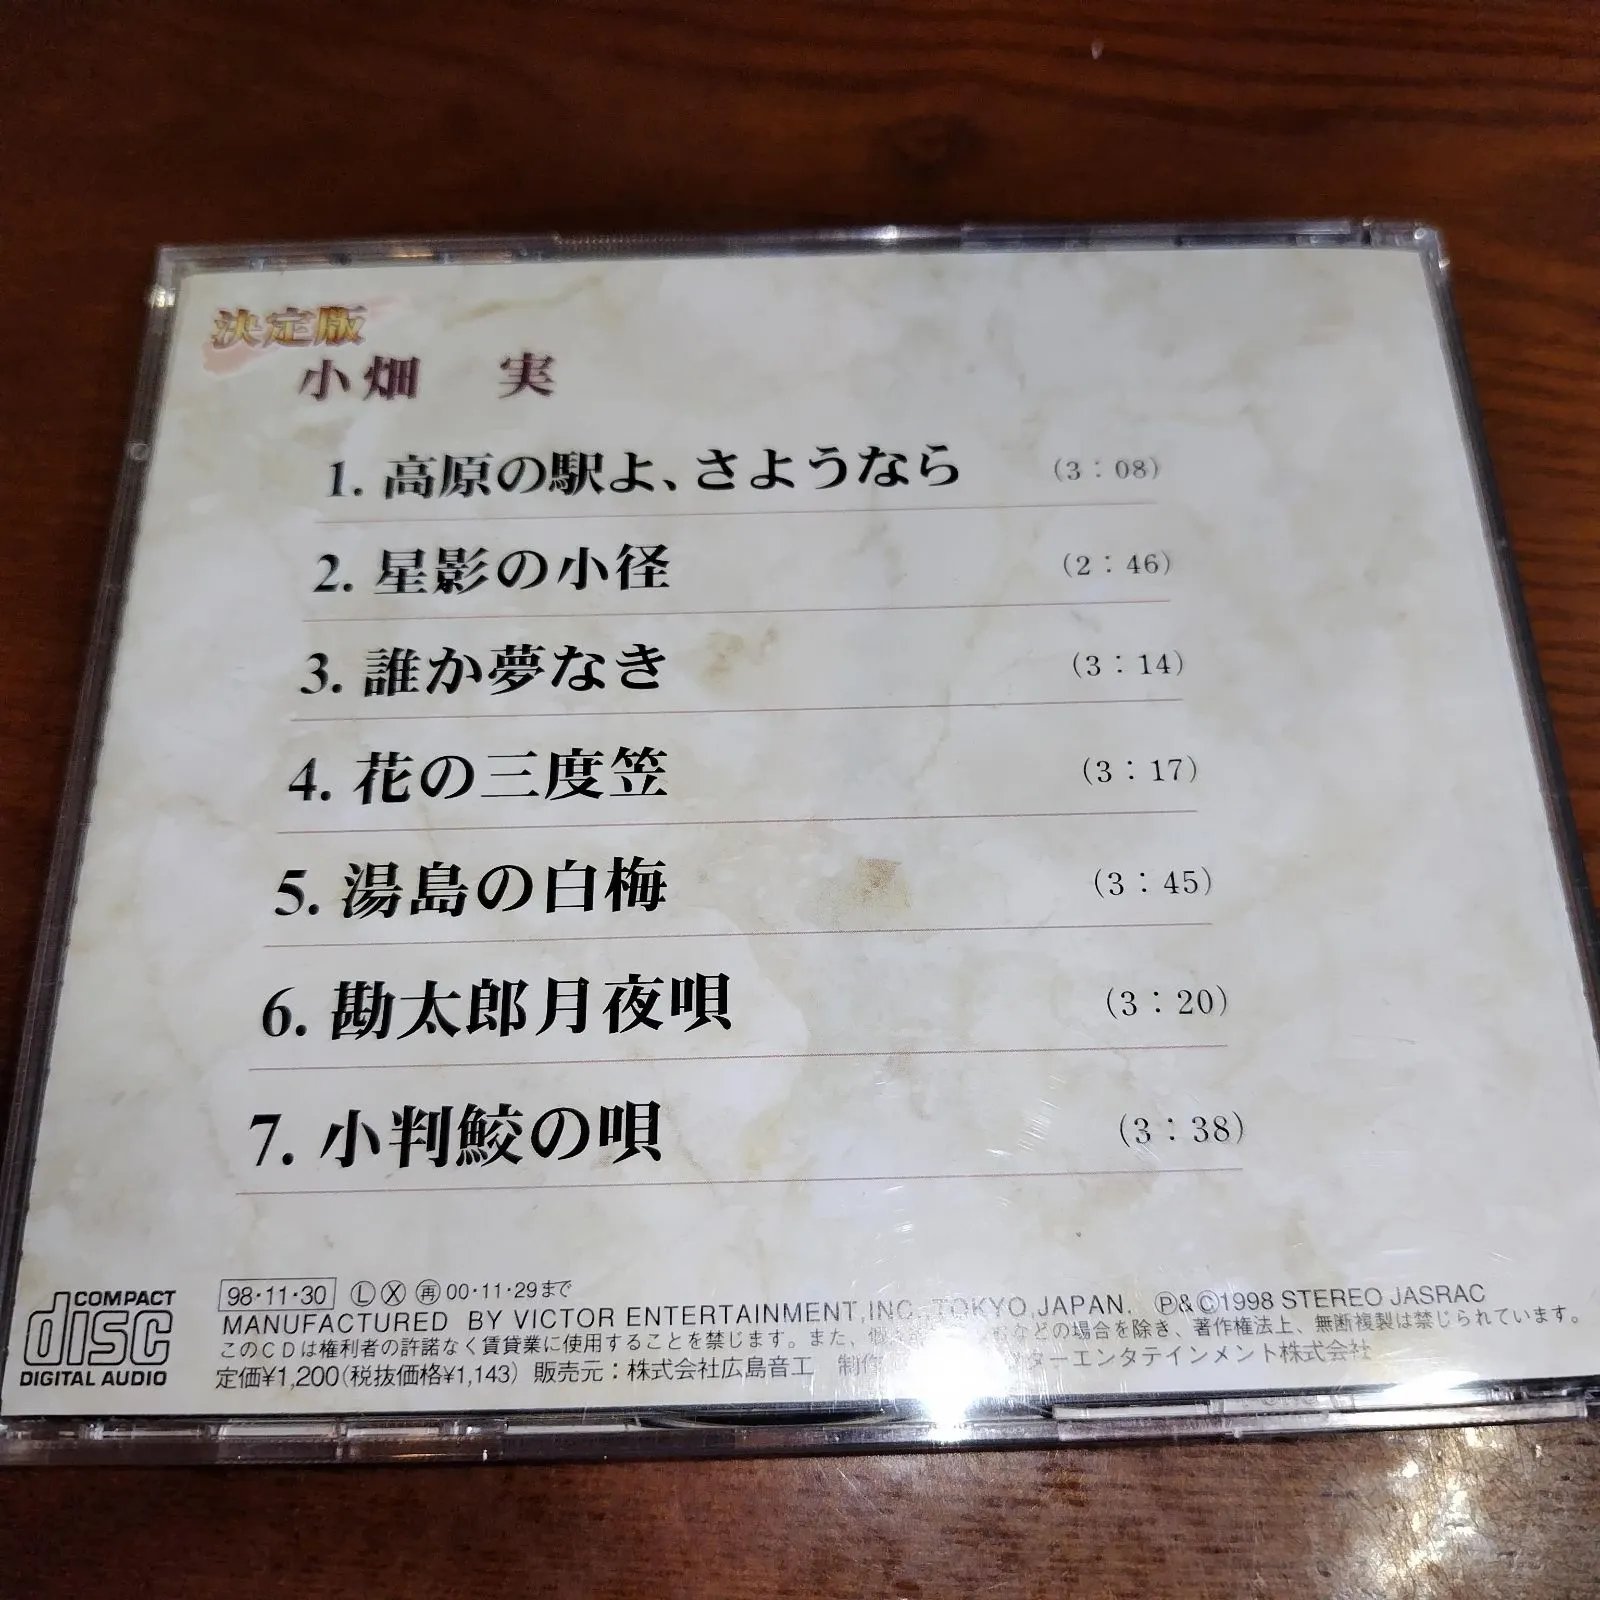 決定版
小畑 実
1. 高原の駅よ、さようなら (3：08)
2. 星影の小径 (2：46)
3. 誰か夢なき (3：14)
4. 花の三度笠 (3：17)
5. 湯島の白梅 (3：45)
6. 勘太郎月夜唄 (3：20)
7. 小判鮫の唄 (3：38)
COMPACT
disc
DIGITAL AUDIO
98·11·30 Ⓛ Ⓧ ㊢ 00·11·29まで
MANUFACTURED BY VICTOR ENTERTAINMENT,INC.,TOKYO,JAPAN. Ⓟ&Ⓒ1998 STEREO JASRAC
このCDは権利者の許諾なく賃貸業に使用することを禁じます。また、などの場合を除き、著作権法上、無断複製は禁じられています。
定価¥1,200(税抜価格¥1,143) 販売元：株式会社広島音工 制作 ターエンタテインメント株式会社